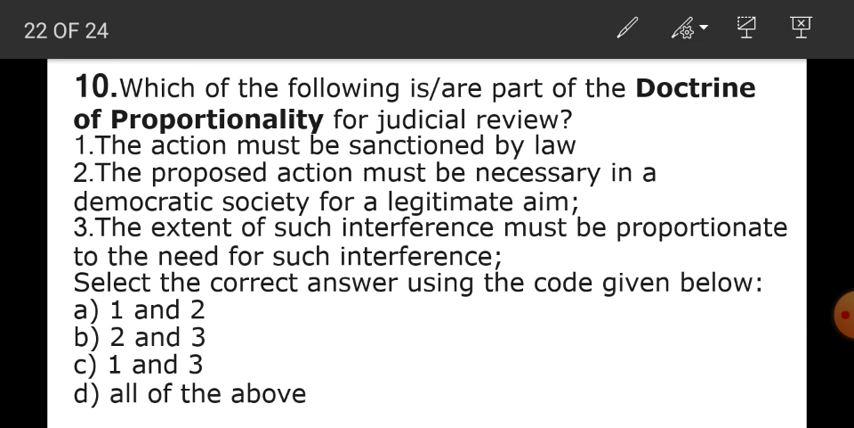 22 OF 24
10.Which of the following is/are part of the Doctrine
of Proportionality for judicial review?
1.The action must be sanctioned by law
2.The proposed action must be necessary in a
democratic society for a legitimate aim;
3.The extent of such interference must be proportionate
to the need for such interference;
Select the correct answer using the code given below:
a) 1 and 2
b) 2 and 3
c) 1 and 3
d) all of the above